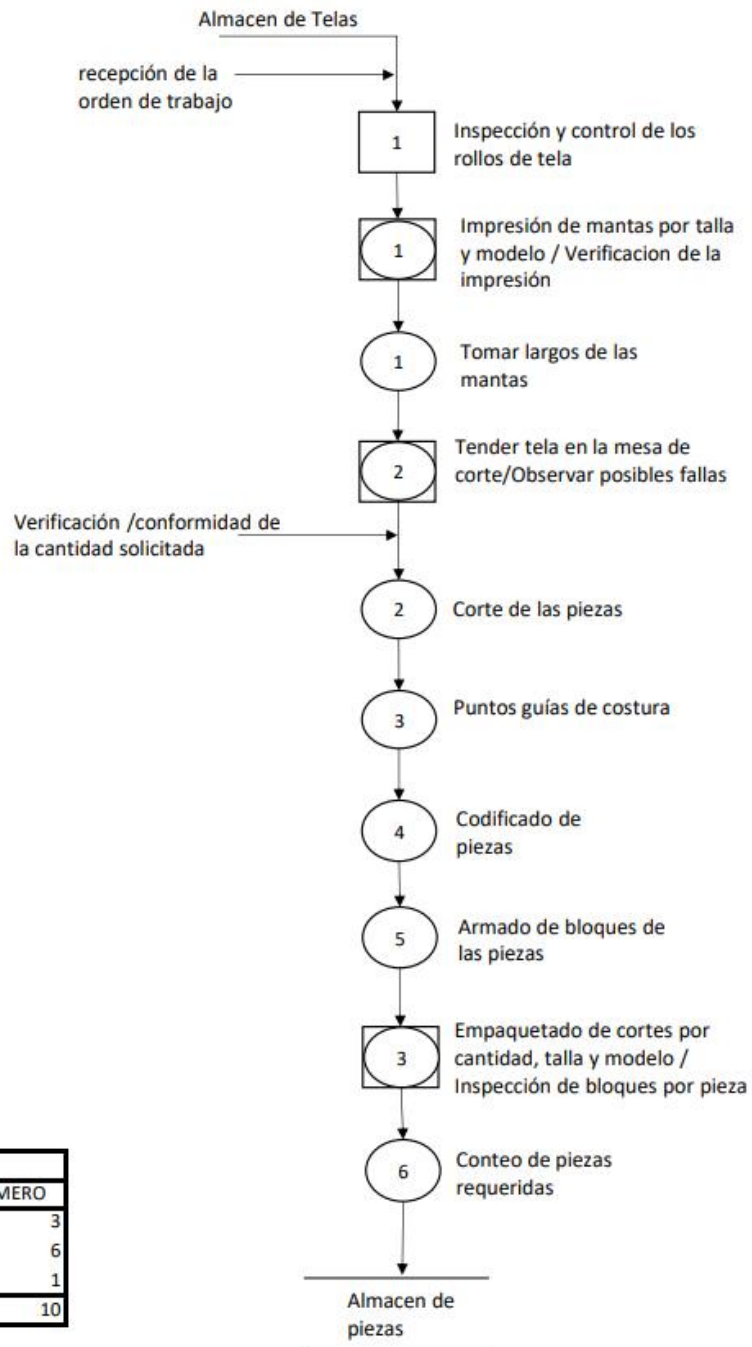 Almacen de Telas
recepción de la
orden de trabajo
1
Inspección y control de los
rollos de tela
1
Impresión de mantas por talla
y modelo / Verificacion de la
impresión
1
Tomar largos de las
mantas
2
Tender tela en la mesa de
corte/Observar posibles fallas
Verificación /conformidad de
la cantidad solicitada
2
Corte de las piezas
3
Puntos guías de costura
4
Codificado de
piezas
5
Armado de bloques de
las piezas
3
Empaquetado de cortes por
cantidad, talla y modelo /
Inspección de bloques por pieza
6
Conteo de piezas
requeridas
Almacen de
piezas
MERO
3
6
1
10